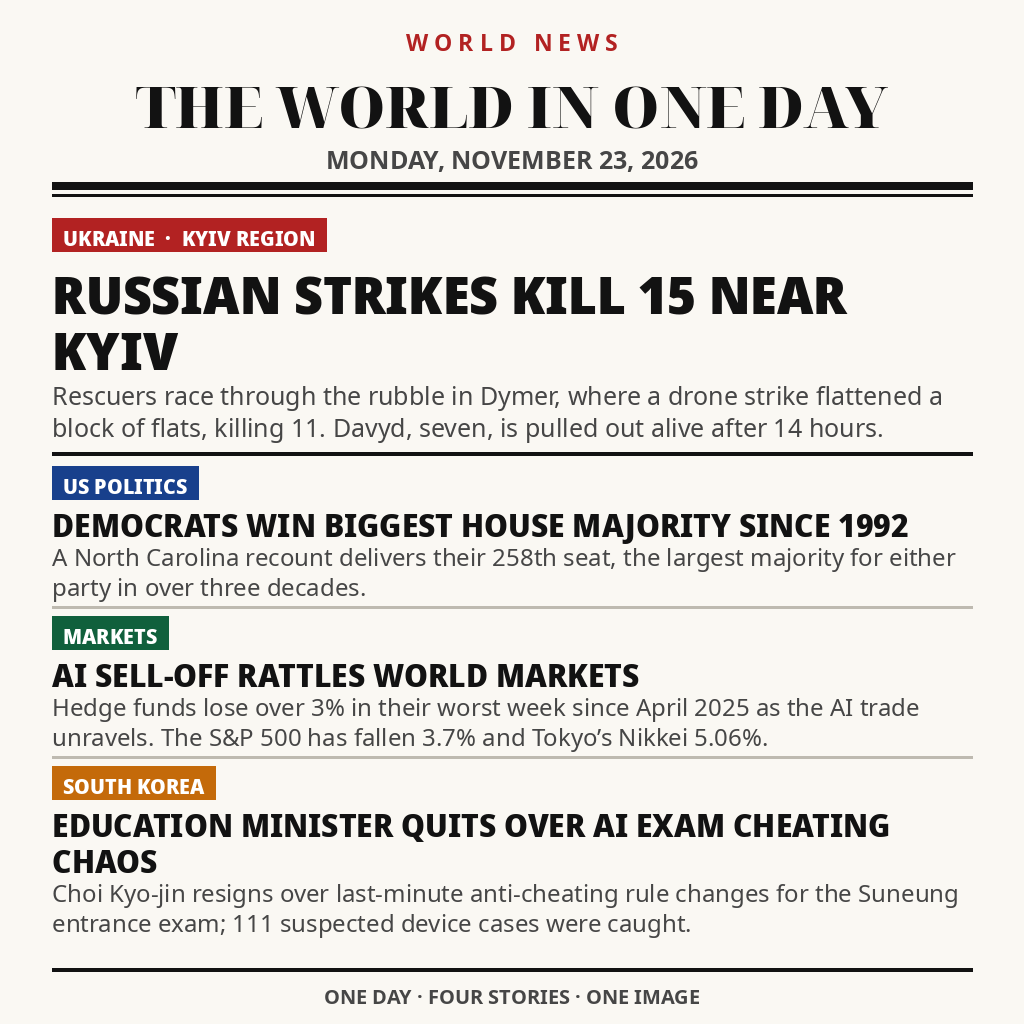 WORLD NEWS
THE WORLD IN ONE DAY
MONDAY, NOVEMBER 23, 2026
UKRAINE · KYIV REGION
RUSSIAN STRIKES KILL 15 NEAR
KYIV
Rescuers race through the rubble in Dymer, where a drone strike flattened a
block of flats, killing 11. Davyd, seven, is pulled out alive after 14 hours.
US POLITICS
DEMOCRATS WIN BIGGEST HOUSE MAJORITY SINCE 1992
A North Carolina recount delivers their 258th seat, the largest majority for either
party in over three decades.
MARKETS
AI SELL-OFF RATTLES WORLD MARKETS
Hedge funds lose over 3% in their worst week since April 2025 as the AI trade
unravels. The S&P 500 has fallen 3.7% and Tokyo’s Nikkei 5.06%.
SOUTH KOREA
EDUCATION MINISTER QUITS OVER AI EXAM CHEATING
CHAOS
Choi Kyo-jin resigns over last-minute anti-cheating rule changes for the Suneung
entrance exam; 111 suspected device cases were caught.
ONE DAY · FOUR STORIES · ONE IMAGE